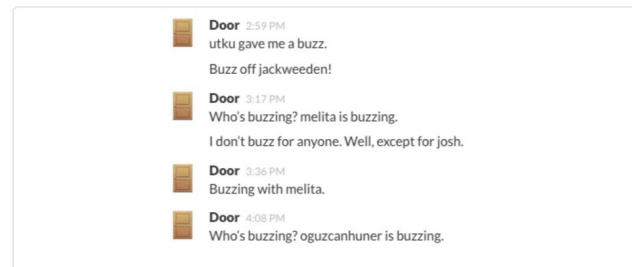 Door 2:59 PM
utku gave me a buzz.
Buzz off jackweeden!
Door 3:17 PM
Who's buzzing? melita is buzzing.
I don't buzz for anyone. Well, except for josh.
Door 3:36 PM
Buzzing with melita.
Door 4:08 PM
Who's buzzing? oguzcanhuner is buzzing.